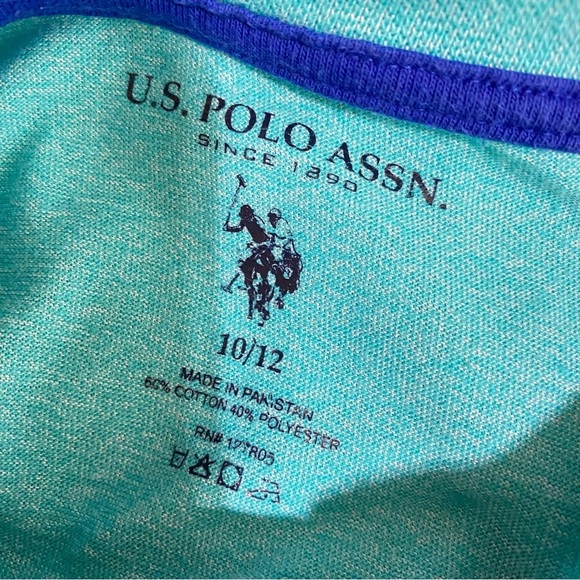 U.S. POLO ASSN.
SINCE 1890
10/12
MADE IN PAKISTAN
60% COTTON 40% POLYESTER
RN#